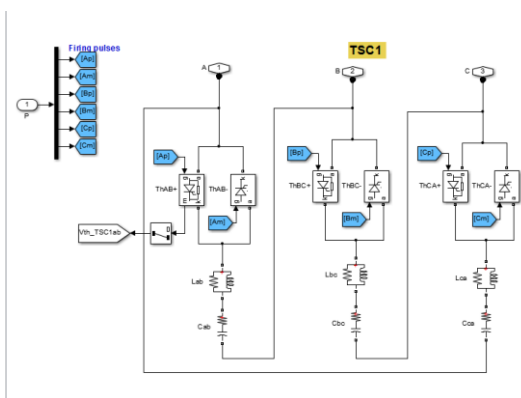 Firing pulses
TSC1
[Ap]
[Am]
[Bp]
[Bm]
[Cp]
[Cm]
1
P
A
1
B
2
C
3
[Ap]
ThAB+
ThAB-
[Am]
[Bp]
ThBC+
ThBC-
[Bm]
[Cp]
ThCA+
ThCA-
[Cm]
Vth_TSC1ab
Lab
Lbc
Lca
Cab
Cbc
Cca